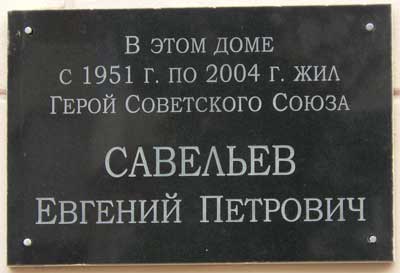 В этом доме
с 1951 г. по 2004 г. жил
Герой Советского Союза
САВЕЛЬЕВ
Евгений Петрович